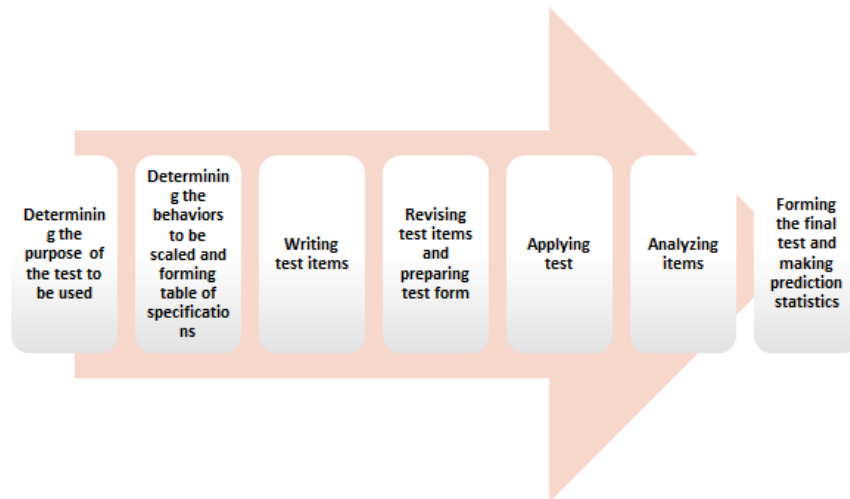 Determinin
g the
purpose of
the test to
be used
Determinin
g the
behaviors
to be
scaled and
forming
table of
specificatio
ns
Writing
test items
Revising
test items
and
preparing
test form
Applying
test
Analyzing
items
Forming
the final
test and
making
prediction
statistics